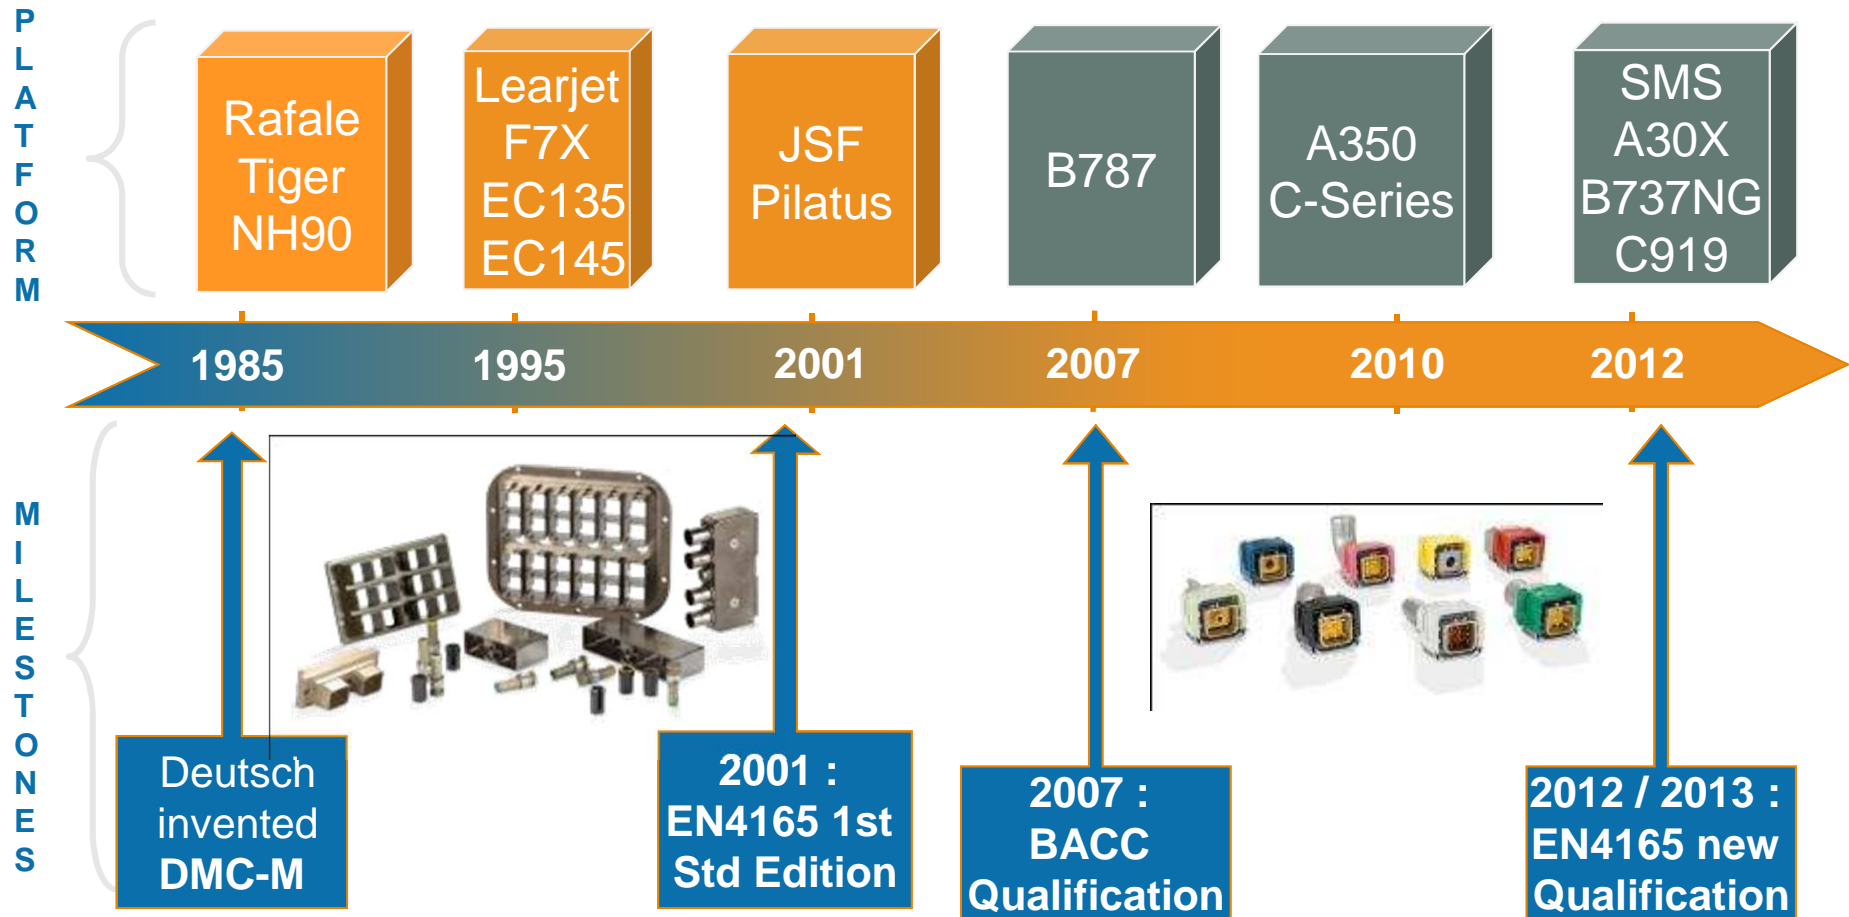 PLATFORM
Rafale
Tiger
NH90
Learjet
F7X
EC135
EC145
JSF
Pilatus
B787
A350
C-Series
SMS
A30X
B737NG
C919
1985
1995
2001
2007
2010
2012
MILESTONES
Deutsch
invented
DMC-M
2001 :
EN4165 1st
Std Edition
2007 :
BACC
Qualification
2012 / 2013 :
EN4165 new
Qualification